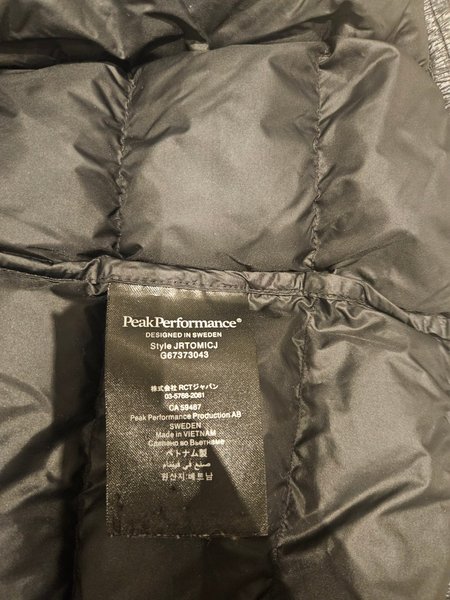 PeakPerformance®
DESIGNED IN SWEDEN
Style JRTOMICJ
G67373043
株式会社 RCTジャパン
03-5768-2081
CA 59467
Peak Performance Production AB
SWEDEN
Made in VIETNAM
Сделано во Вьетнаме
ベトナム製
صنع في فيتنام
원산지:베트남